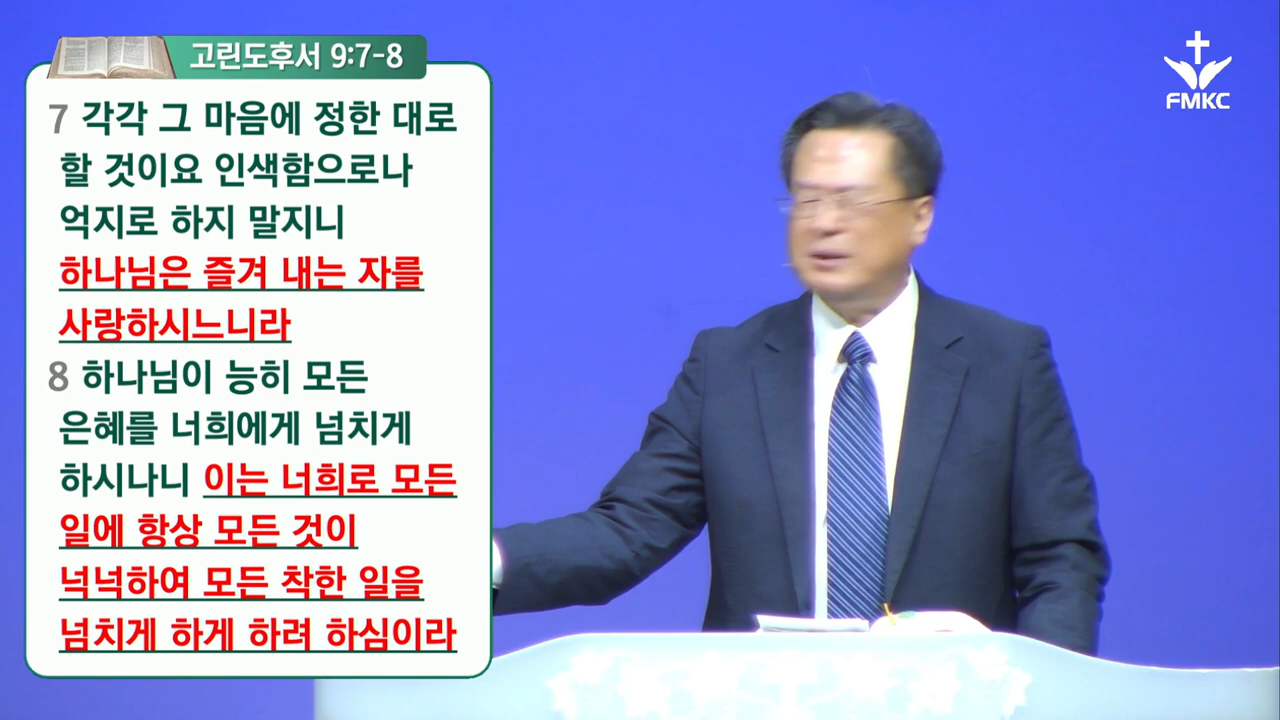 고린도후서 9:7-8
7 각각 그 마음에 정한 대로
할 것이요 인색함으로나
억지로 하지 말지니
하나님은 즐겨 내는 자를
사랑하시느니라
8 하나님이 능히 모든
은혜를 너희에게 넘치게
하시나니 이는 너희로 모든
일에 항상 모든 것이
넉넉하여 모든 착한 일을
넘치게 하게 하려 하심이라
FMKC